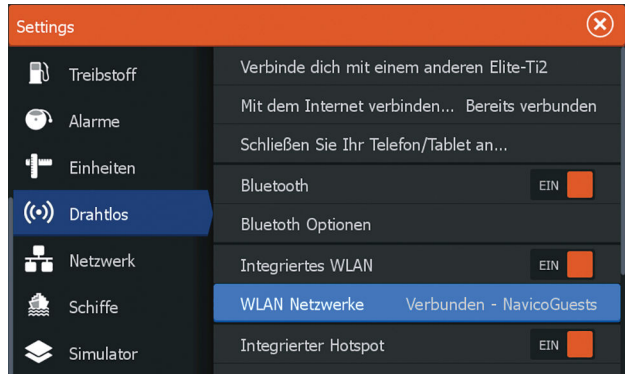 Settings
Treibstoff
Alarme
Einheiten
Drahtlos
Netzwerk
Schiffe
Simulator
Verbinde dich mit einem anderen Elite-Ti2
Mit dem Internet verbinden... Bereits verbunden
Schließen Sie Ihr Telefon/Tablet an...
Bluetooth EIN
Bluetoth Optionen
Integriertes WLAN EIN
WLAN Netzwerke Verbunden - NavicoGuests
Integrierter Hotspot EIN